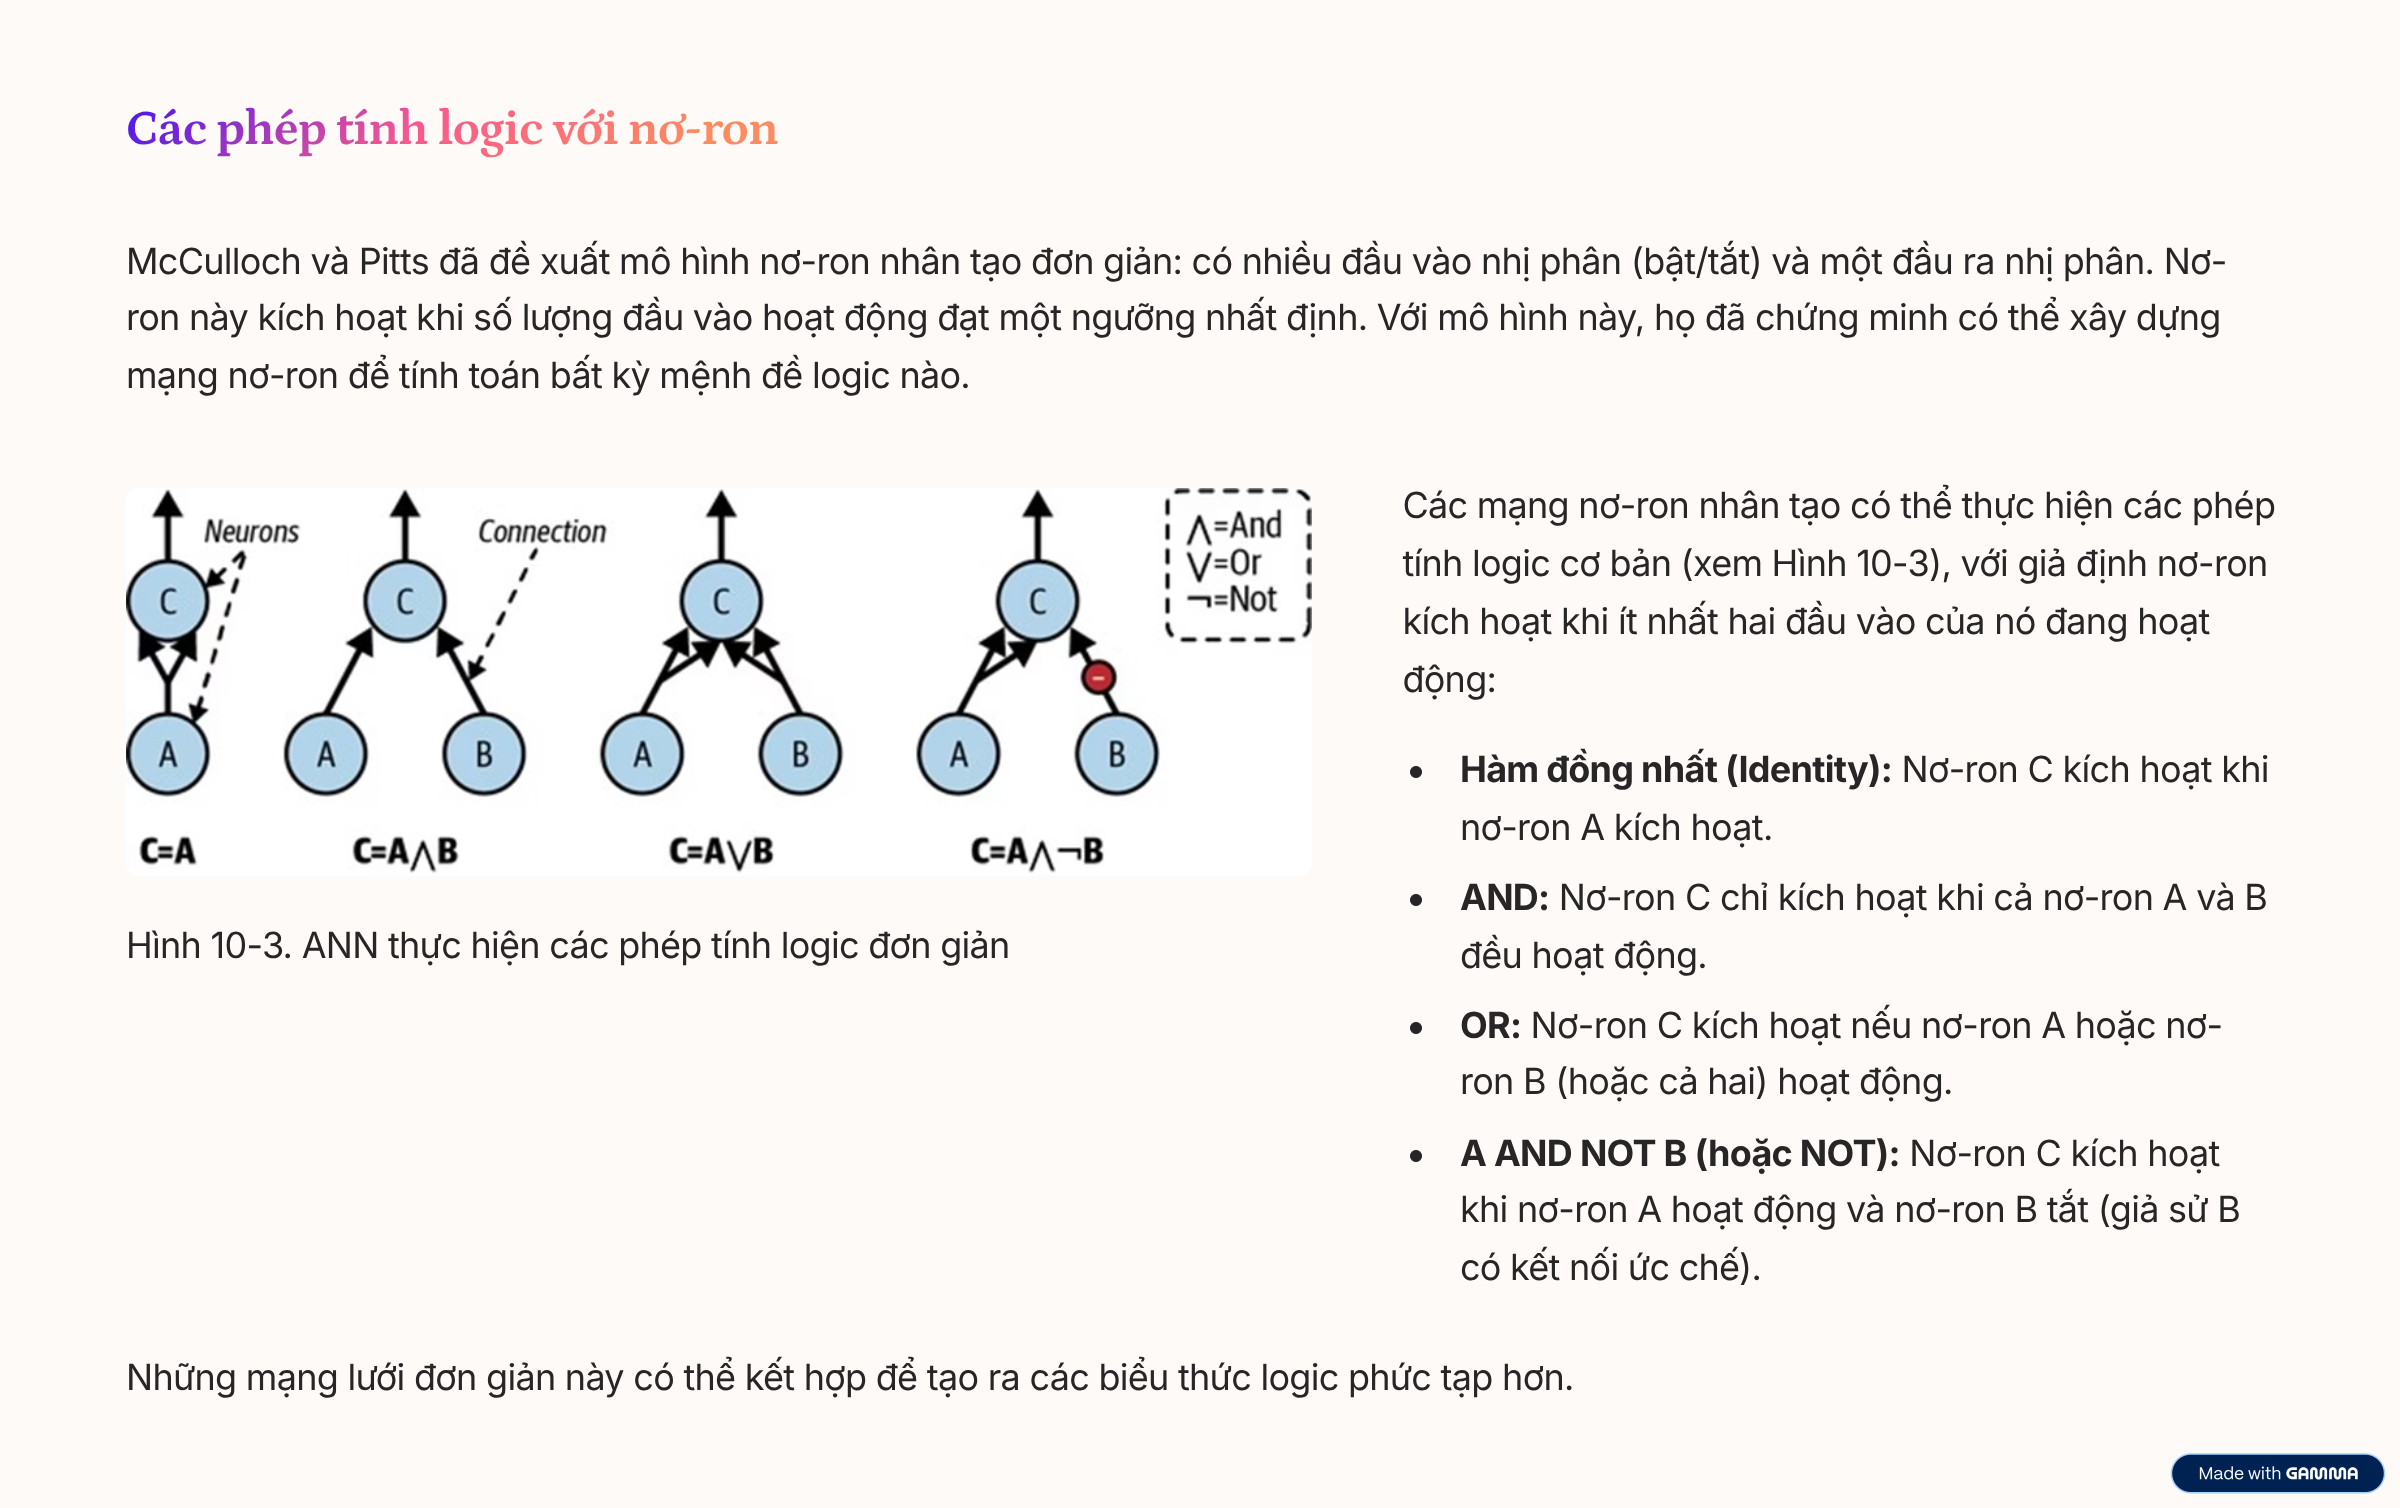 Các phép tính logic với nơ-ron
McCulloch và Pitts đã đề xuất mô hình nơ-ron nhân tạo đơn giản: có nhiều đầu vào nhị phân (bật/tắt) và một đầu ra nhị phân. Nơ-
ron này kích hoạt khi số lượng đầu vào hoạt động đạt một ngưỡng nhất định. Với mô hình này, họ đã chứng minh có thể xây dựng
mạng nơ-ron để tính toán bất kỳ mệnh đề logic nào.
Neurons
Connection
⋀=And
⋁=Or
¬=Not
C
C
C
C
A
A
B
A
B
A
B
C=A
C=A⋀B
C=A⋁B
C=A⋀¬B
Hình 10-3. ANN thực hiện các phép tính logic đơn giản
Các mạng nơ-ron nhân tạo có thể thực hiện các phép
tính logic cơ bản (xem Hình 10-3), với giả định nơ-ron
kích hoạt khi ít nhất hai đầu vào của nó đang hoạt
động:
• Hàm đồng nhất (Identity): Nơ-ron C kích hoạt khi
nơ-ron A kích hoạt.
• AND: Nơ-ron C chỉ kích hoạt khi cả nơ-ron A và B
đều hoạt động.
• OR: Nơ-ron C kích hoạt nếu nơ-ron A hoặc nơ-
ron B (hoặc cả hai) hoạt động.
• A AND NOT B (hoặc NOT): Nơ-ron C kích hoạt
khi nơ-ron A hoạt động và nơ-ron B tắt (giả sử B
có kết nối ức chế).
Những mạng lưới đơn giản này có thể kết hợp để tạo ra các biểu thức logic phức tạp hơn.
Made with GAMMA